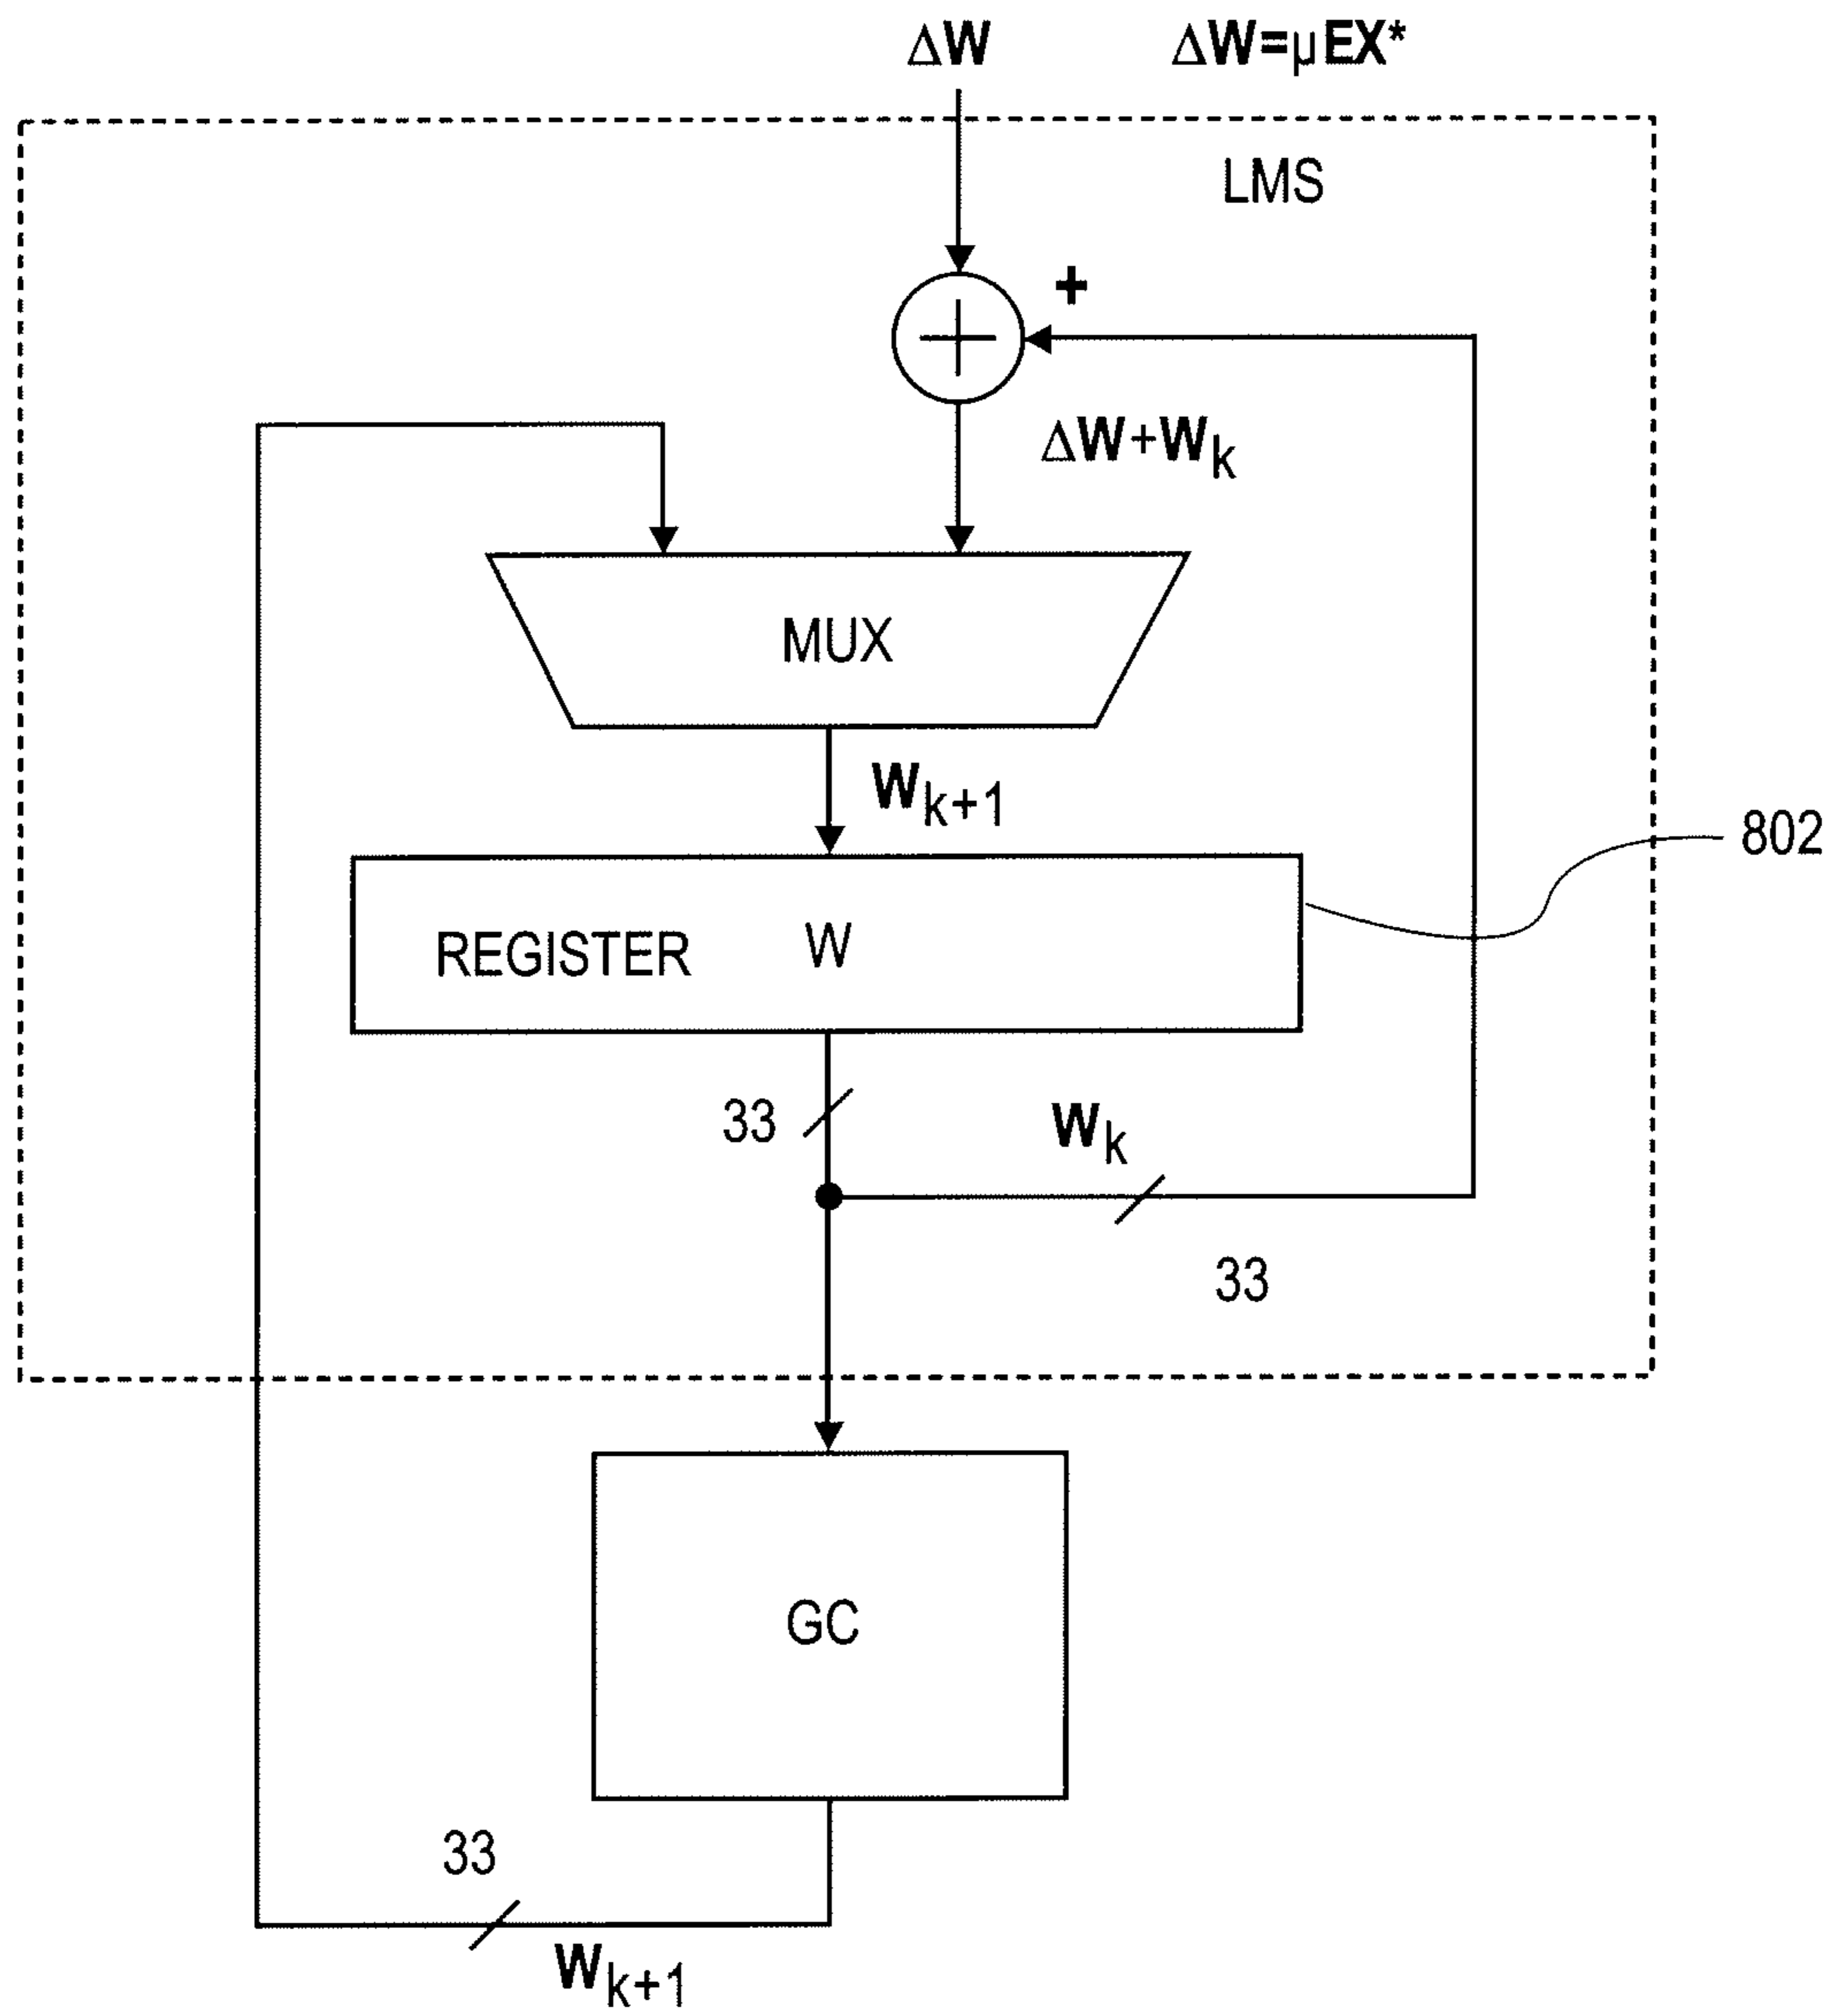 ΔW ΔW=μEX*
LMS
+
ΔW+Wk
MUX
Wk+1
802
REGISTER W
33
Wk
33
GC
33
Wk+1